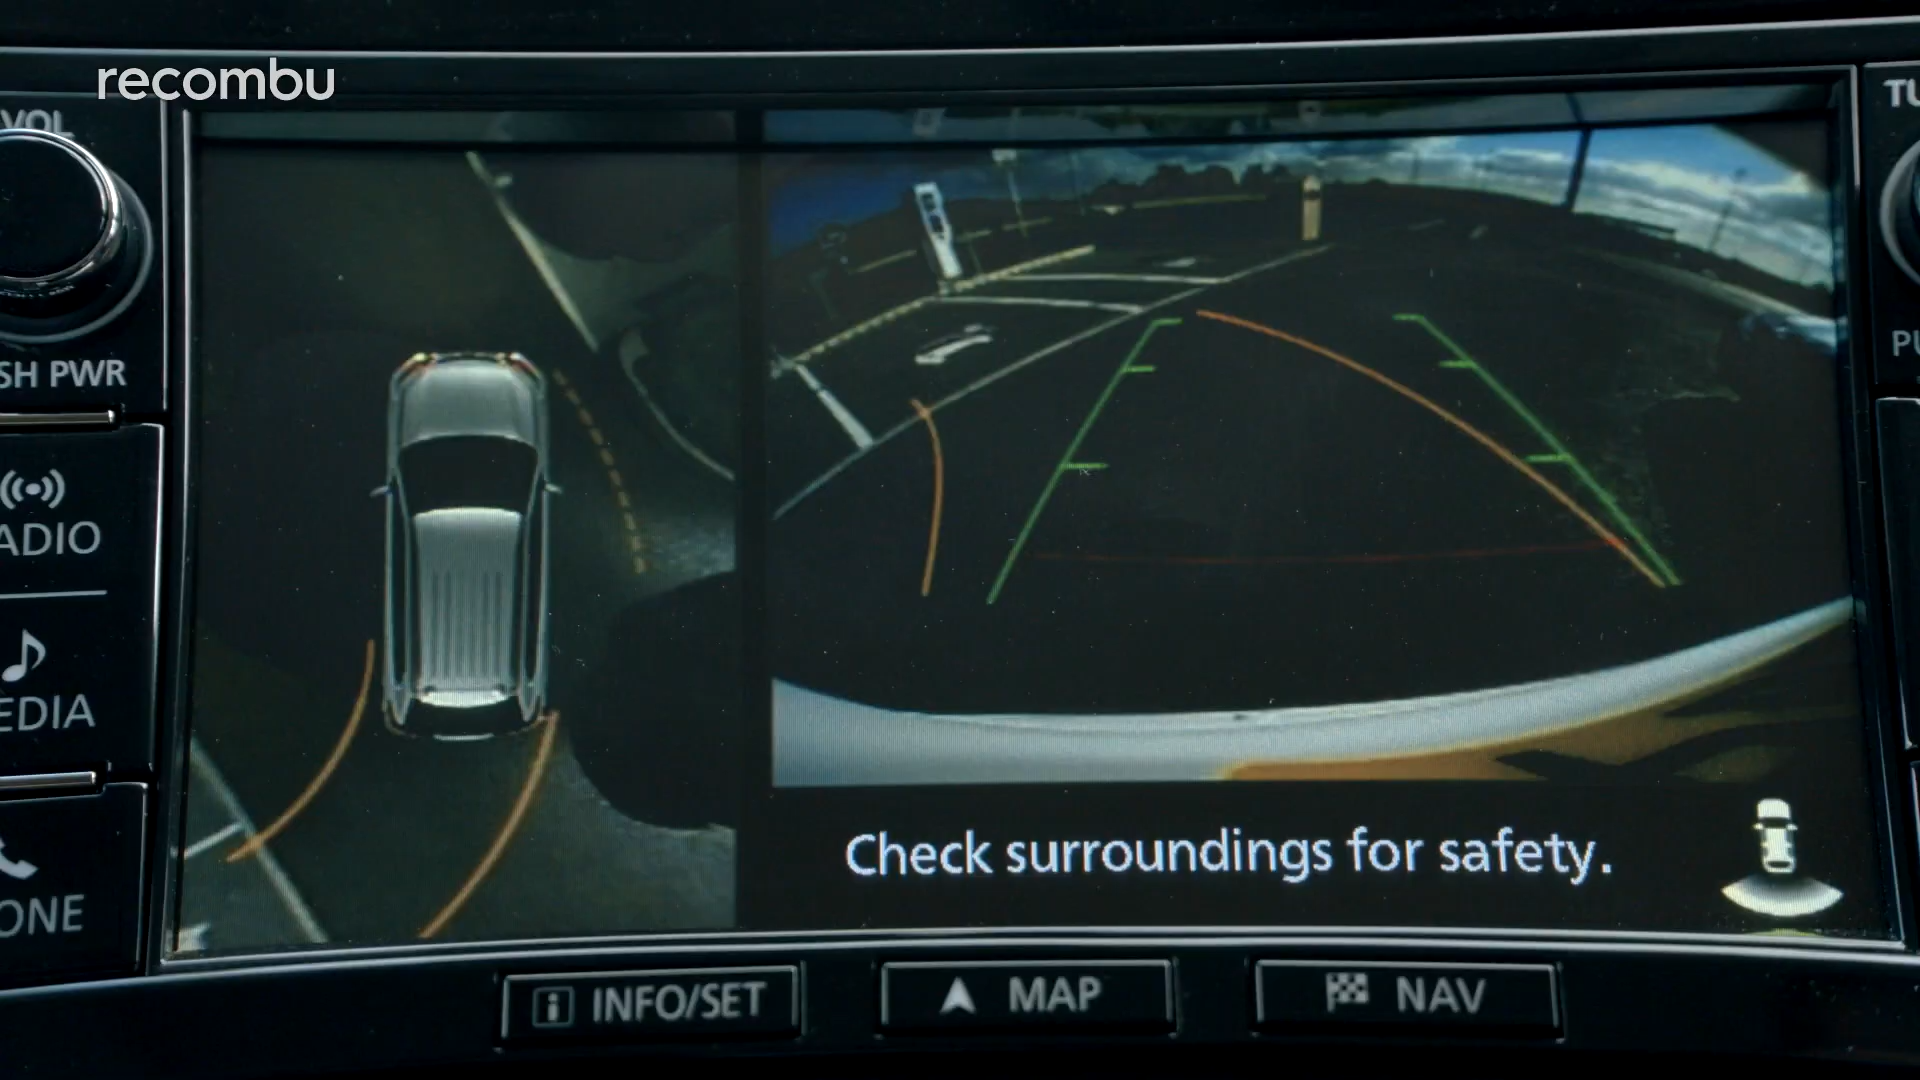 recombu
VOL
TU
SH PWR
PU
ADIO
EDIA
ONE
Check surroundings for safety.
INFO/SET
MAP
NAV